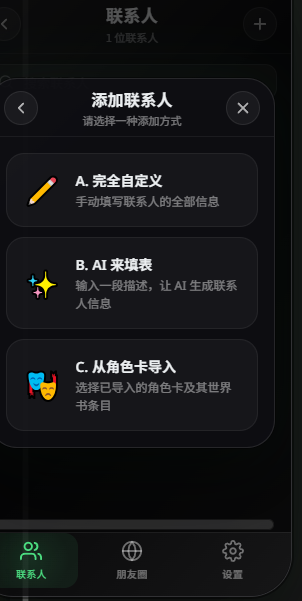 联系人
1 位联系人
添加联系人
请选择一种添加方式
A. 完全自定义
手动填写联系人的全部信息
B. AI 来填表
输入一段描述，让 AI 生成联系
人信息
C. 从角色卡导入
选择已导入的角色卡及其世界
书条目
联系人
朋友圈
设置